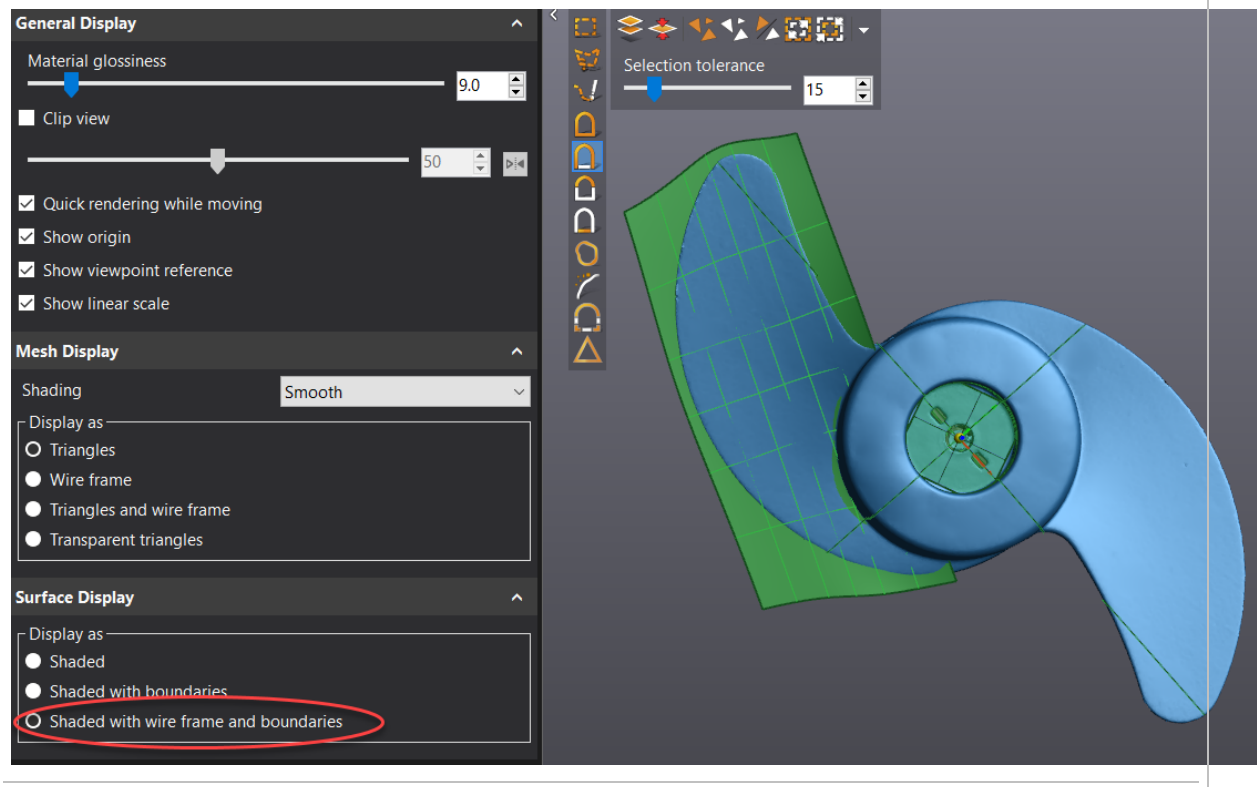 General Display
Material glossiness
9.0
Clip view
50
Quick rendering while moving
Show origin
Show viewpoint reference
Show linear scale
Mesh Display
Shading
Smooth
Display as
Triangles
Wire frame
Triangles and wire frame
Transparent triangles
Surface Display
Display as
Shaded
Shaded with boundaries
Shaded with wire frame and boundaries
Selection tolerance
15